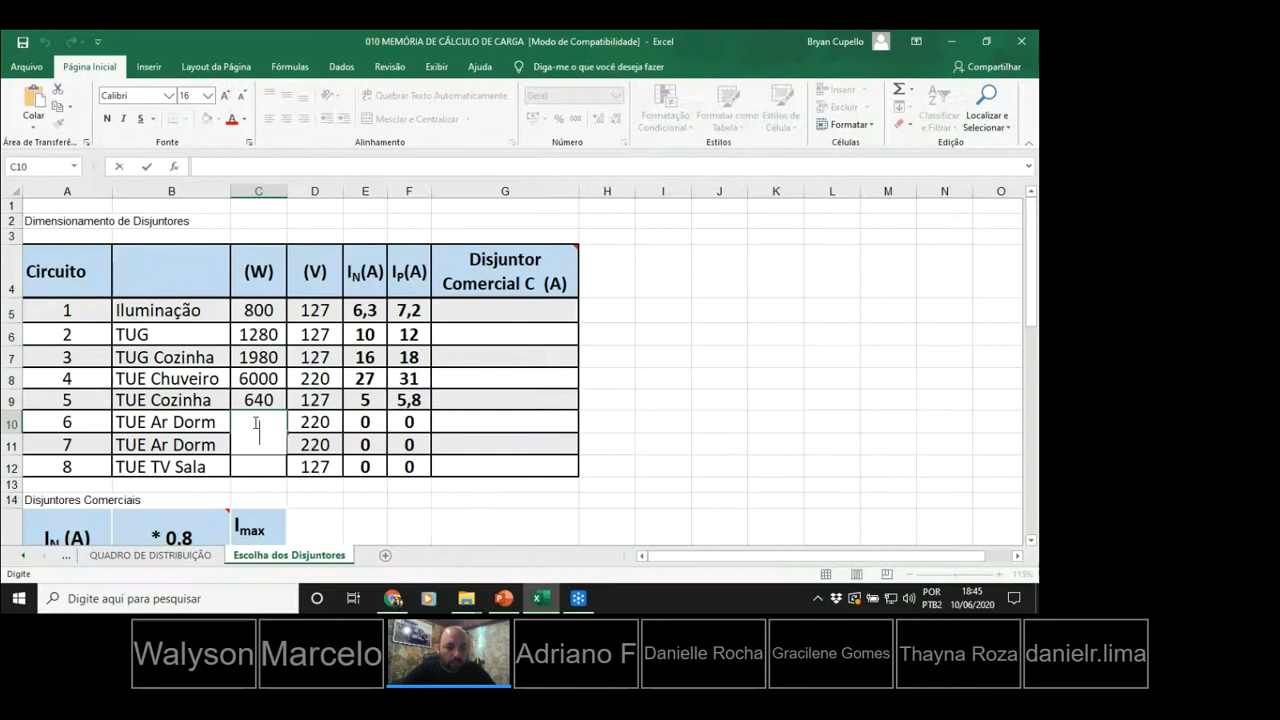 010 MEMÓRIA DE CÁLCULO DE CARGA [Modo de Compatibilidade] - Excel
Bryan Cupello
Arquivo Página Inicial Inserir Layout da Página Fórmulas Dados Revisão Exibir Ajuda Diga-me o que você deseja fazer Compartilhar
Colar
Calibri 16
N I S
Quebrar Texto Automaticamente
Mesclar e Centralizar
Geral
% 000
Formatação Condicional
Formatar como Tabela
Estilos de Célula
Inserir
Excluir
Formatar
Classificar e Filtrar
Localizar e Selecionar
Área de Transferê... Fonte Alinhamento Número Estilos Células Edição
C10 fx
A B C D E F G H I J K L M N O
1
2 Dimensionamento de Disjuntores
3
4 Circuito (W) (V) IN(A) IP(A) Disjuntor Comercial C (A)
5 1 Iluminação 800 127 6,3 7,2
6 2 TUG 1280 127 10 12
7 3 TUG Cozinha 1980 127 16 18
8 4 TUE Chuveiro 6000 220 27 31
9 5 TUE Cozinha 640 127 5 5,8
10 6 TUE Ar Dorm 220 0 0
11 7 TUE Ar Dorm 220 0 0
12 8 TUE TV Sala 127 0 0
13
14 Disjuntores Comerciais
IN (A) * 0.8 Imax
... QUADRO DE DISTRIBUIÇÃO Escolha dos Disjuntores
Digite 115%
Digite aqui para pesquisar
POR
PTB2
18:45
10/06/2020
Walyson Marcelo Adriano F Danielle Rocha Gracilene Gomes Thayna Roza danielr.lima